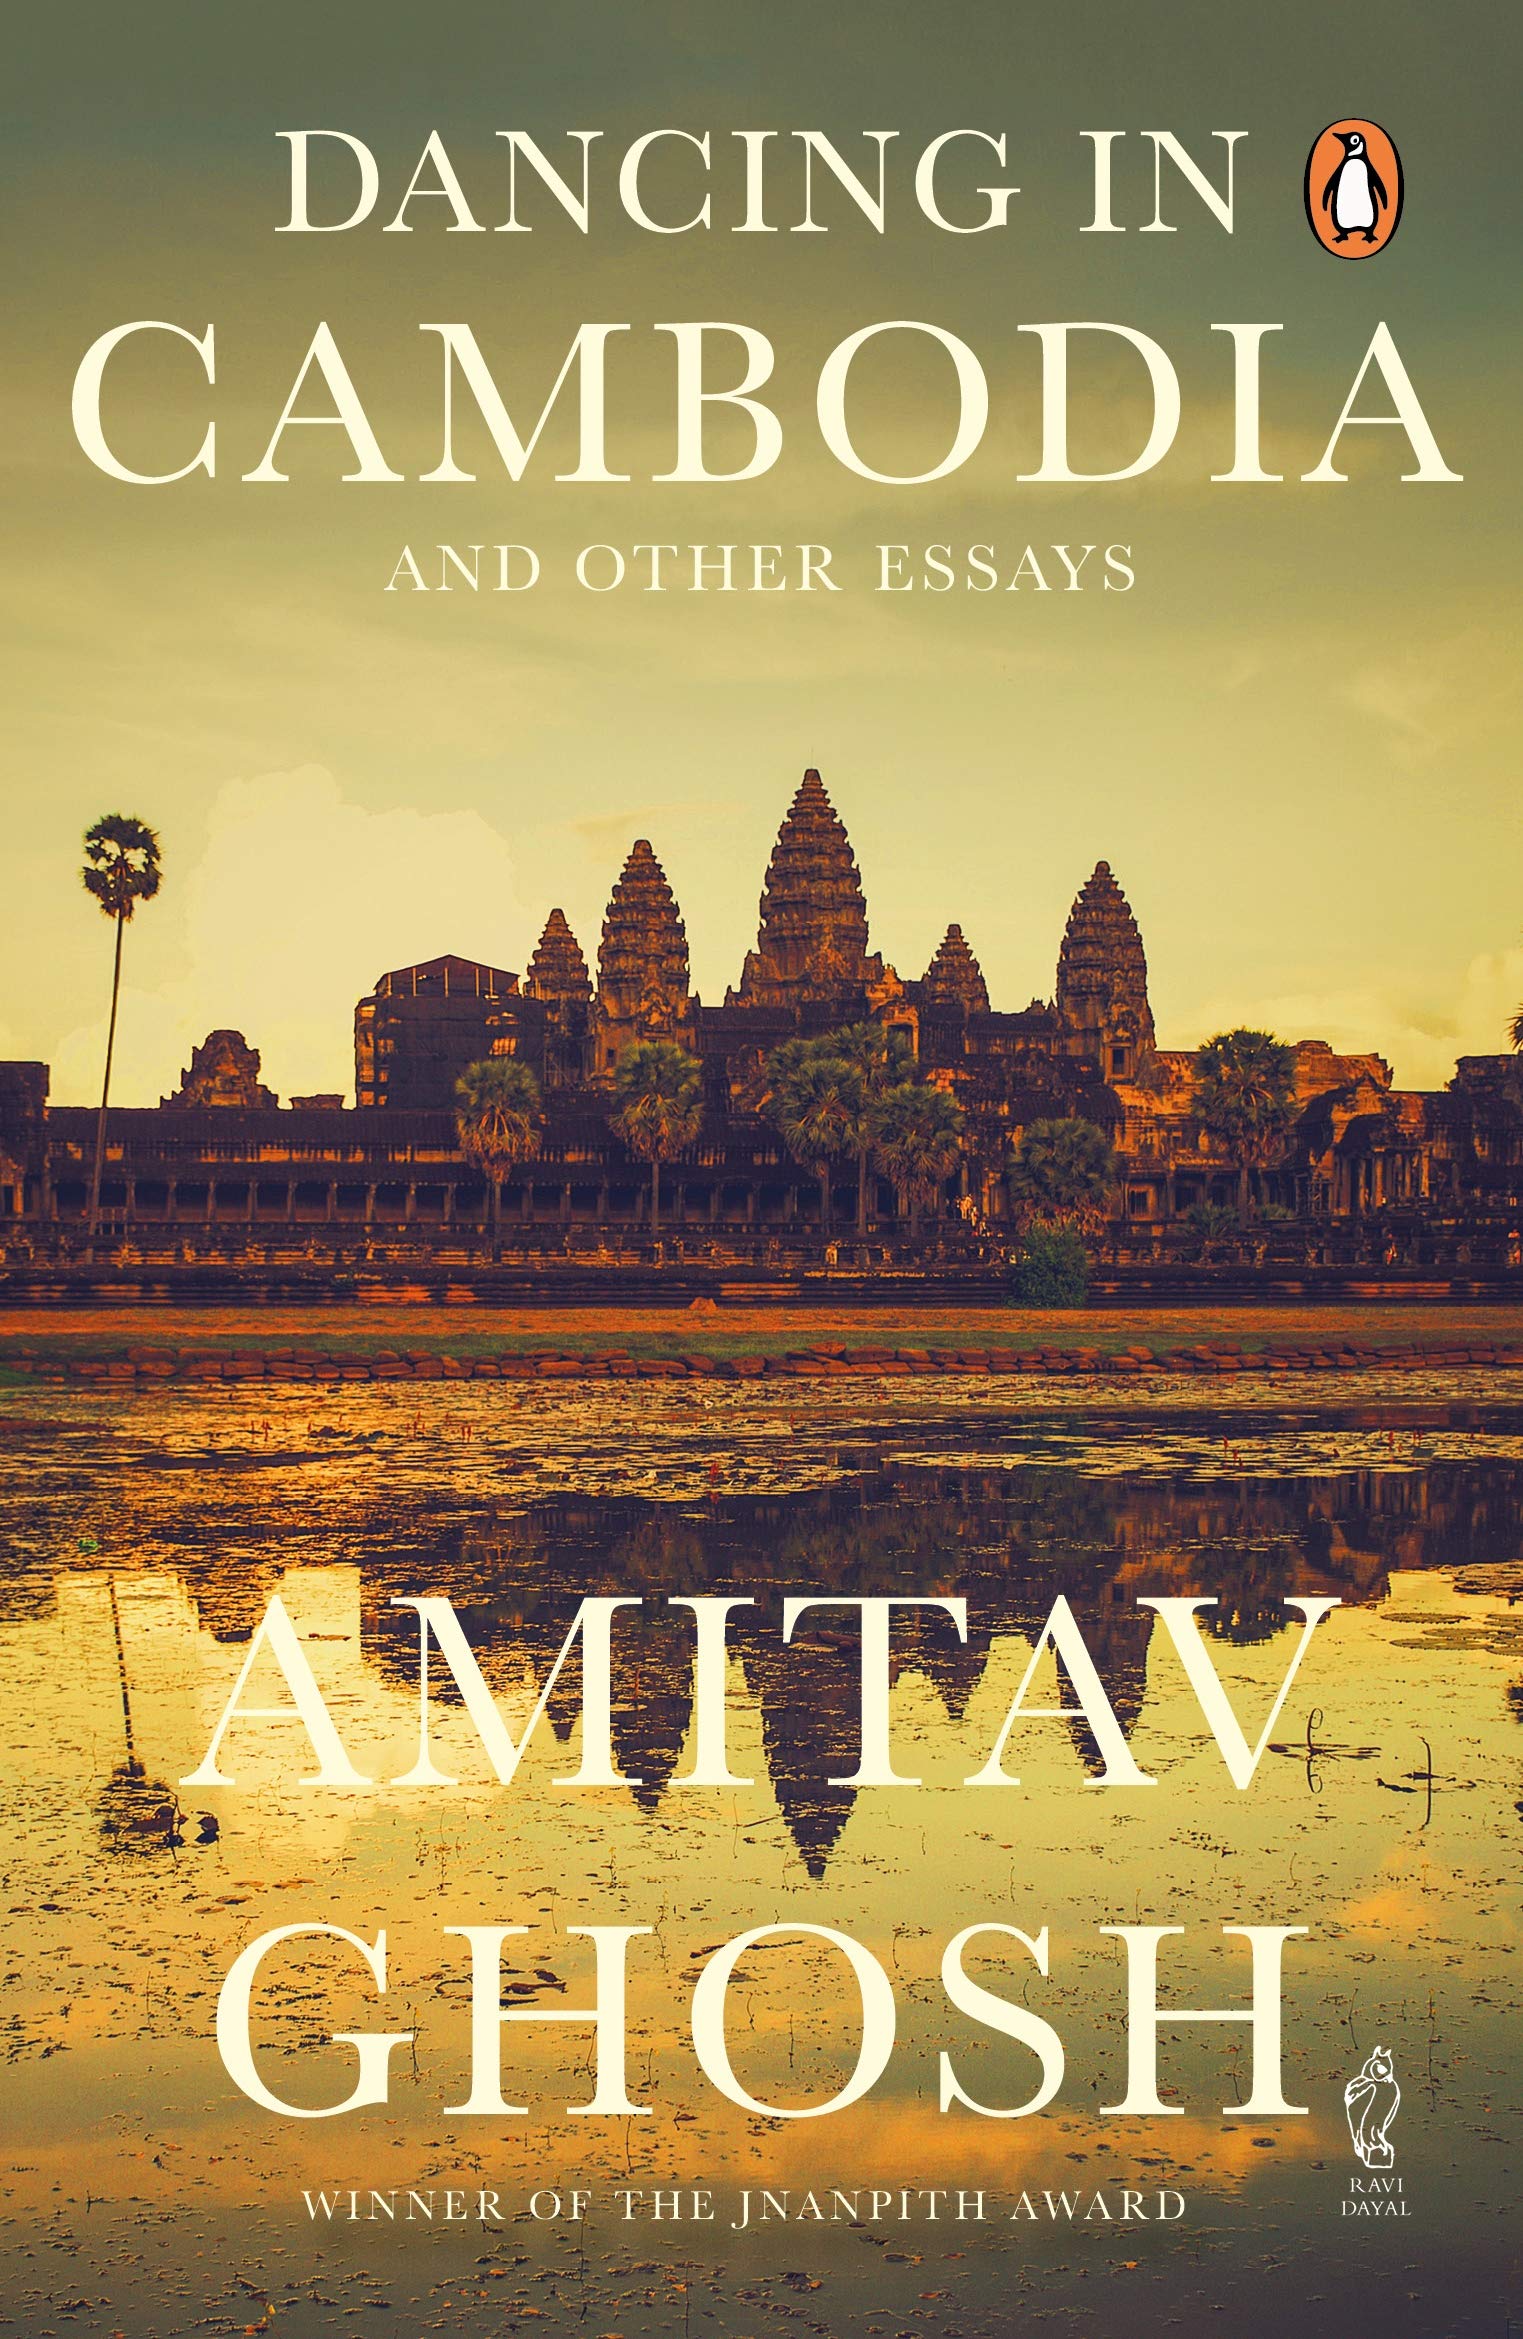 DANCING IN
CAMBODIA
AND OTHER ESSAYS
AMITAV
GHOSH
WINNER OF THE JNANPITH AWARD
RAVI
DAYAL